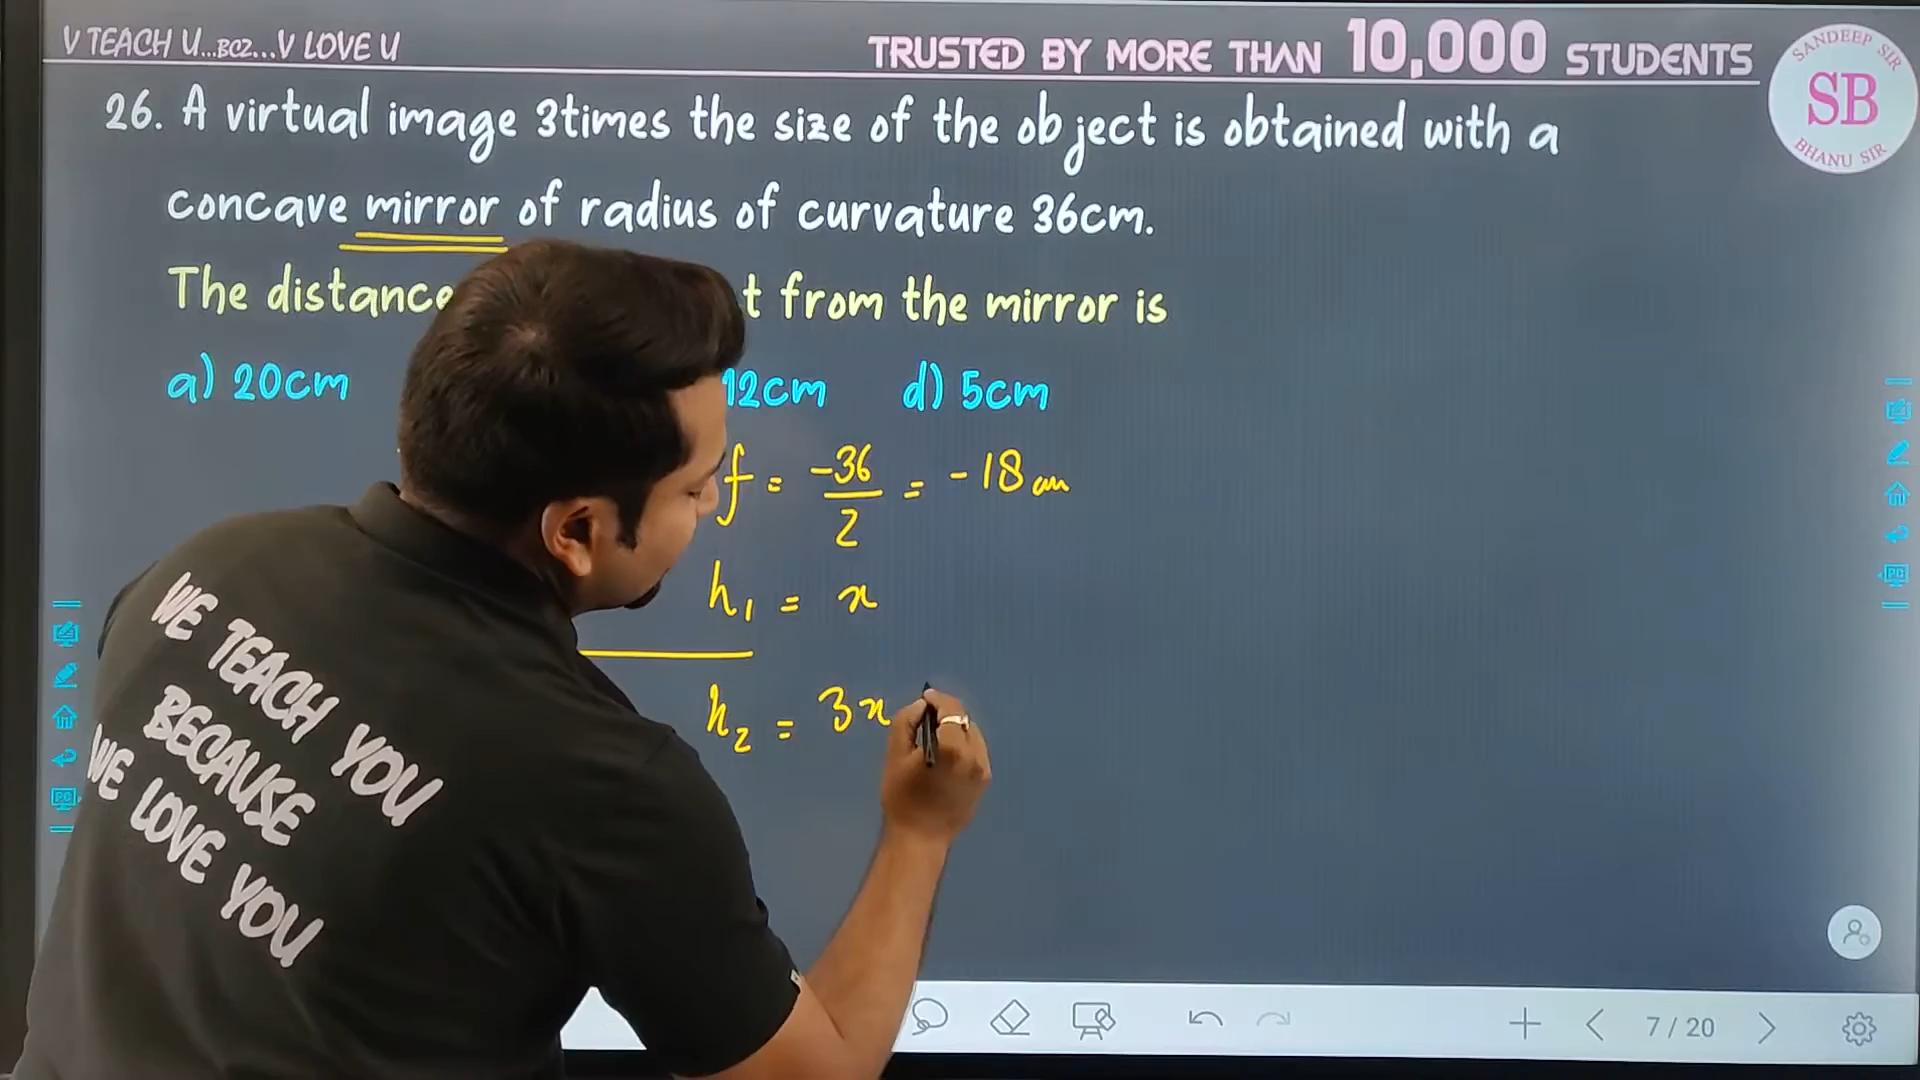 V TEACH U...BCZ...V LOVE U
TRUSTED BY MORE THAN 10,000 STUDENTS
SANDEEP SIR
SB
BHANU SIR
26. A virtual image 3times the size of the object is obtained with a
concave mirror of radius of curvature 36cm.
The distance t from the mirror is
a) 20cm 12cm d) 5cm
f = -36/2 = -18 cm
h₁ = x
h₂ = 3x
WE TEACH YOU
BECAUSE
WE LOVE YOU
PC
PC
7 / 20